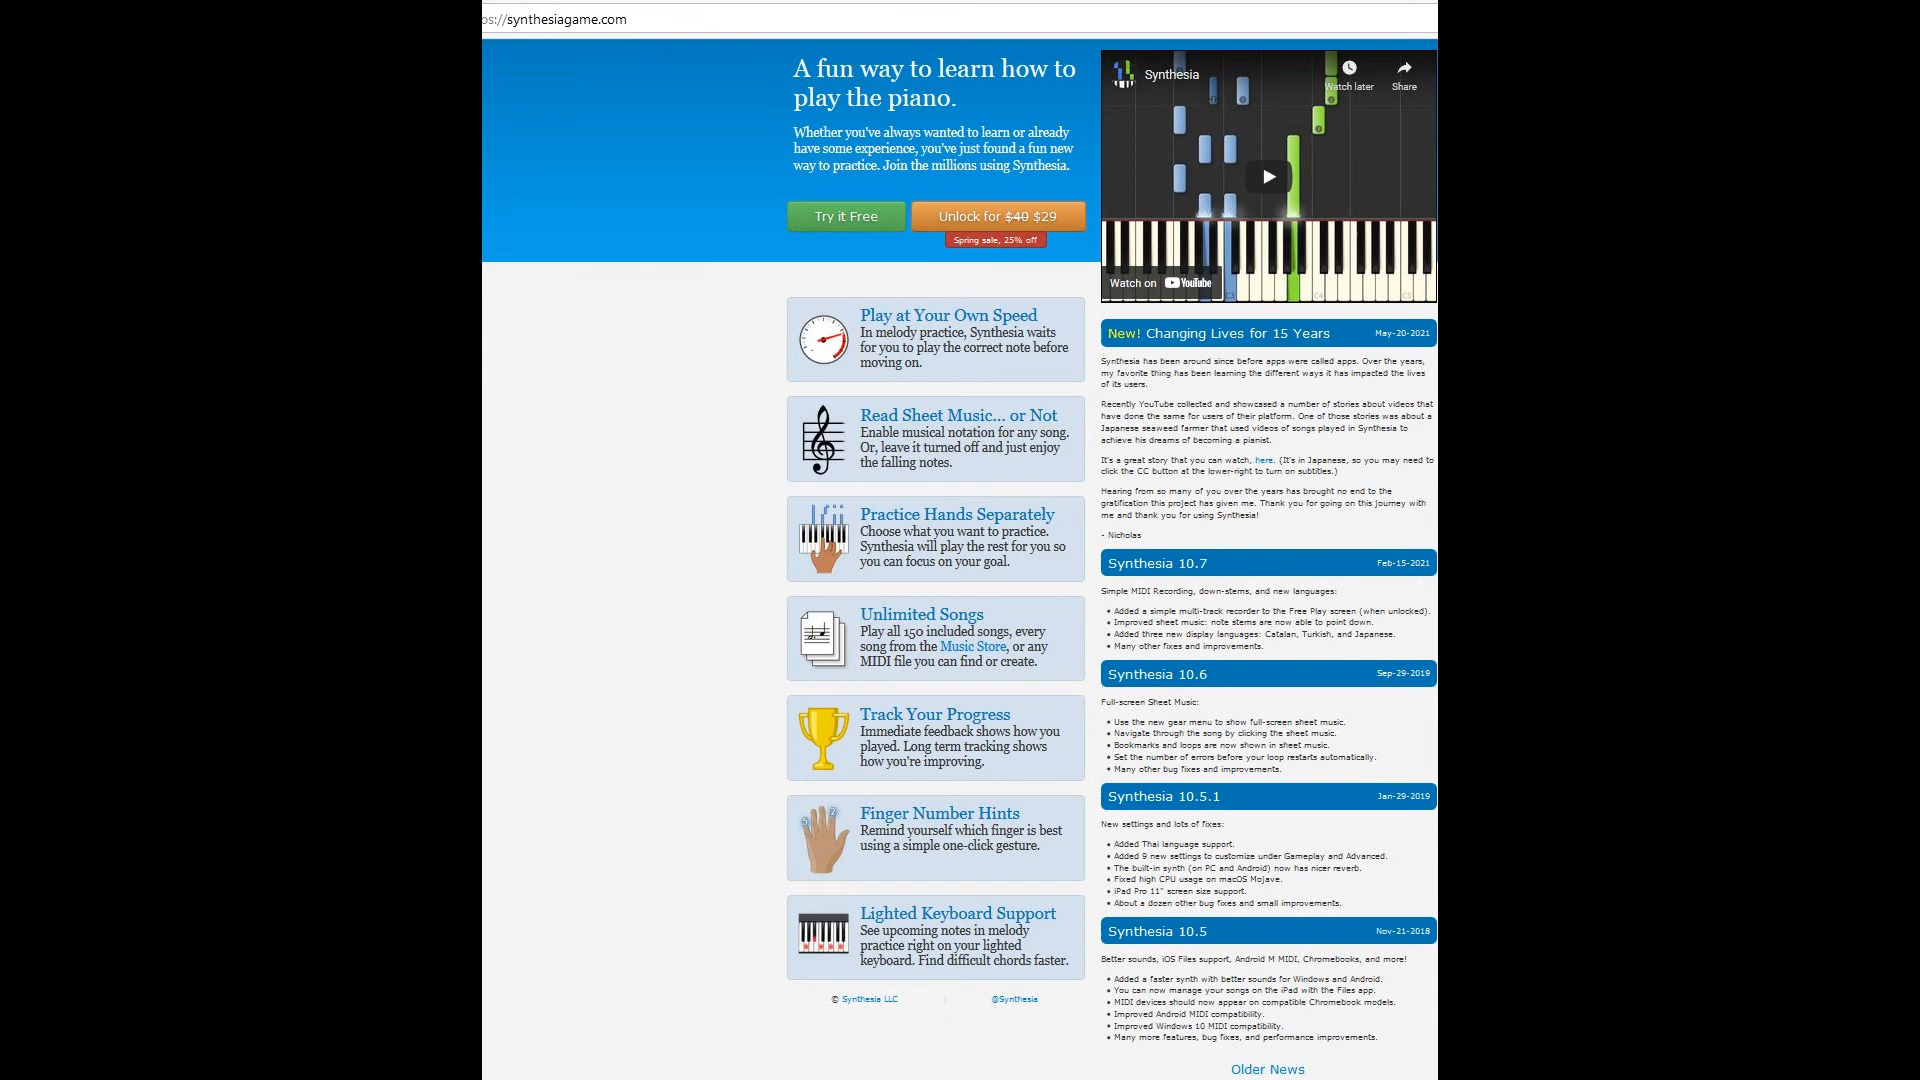 ps://synthesiagame.com
A fun way to learn how to
play the piano.
Whether you've always wanted to learn or already
have some experience, you've just found a fun new
way to practice. Join the millions using Synthesia.
Try it Free
Unlock for $40 $29
Spring sale, 25% off
Play at Your Own Speed
In melody practice, Synthesia waits
for you to play the correct note before
moving on.
Read Sheet Music... or Not
Enable musical notation for any song.
Or, leave it turned off and just enjoy
the falling notes.
Practice Hands Separately
Choose what you want to practice.
Synthesia will play the rest for you so
you can focus on your goal.
Unlimited Songs
Play all 150 included songs, every
song from the Music Store, or any
MIDI file you can find or create.
Track Your Progress
Immediate feedback shows how you
played. Long term tracking shows
how you're improving.
5 2
Finger Number Hints
Remind yourself which finger is best
using a simple one-click gesture.
Lighted Keyboard Support
See upcoming notes in melody
practice right on your lighted
keyboard. Find difficult chords faster.
© Synthesia LLC
@Synthesia
Synthesia
Watch later
Share
Watch on YouTube
C3 C4 C5
New! Changing Lives for 15 Years May-20-2021
Synthesia has been around since before apps were called apps. Over the years,
my favorite thing has been learning the different ways it has impacted the lives
of its users.
Recently YouTube collected and showcased a number of stories about videos that
have done the same for users of their platform. One of those stories was about a
Japanese seaweed farmer that used videos of songs played in Synthesia to
achieve his dreams of becoming a pianist.
It's a great story that you can watch, here. (It's in Japanese, so you may need to
click the CC button at the lower-right to turn on subtitles.)
Hearing from so many of you over the years has brought no end to the
gratification this project has given me. Thank you for going on this journey with
me and thank you for using Synthesia!
- Nicholas
Synthesia 10.7 Feb-15-2021
Simple MIDI Recording, down-stems, and new languages:
• Added a simple multi-track recorder to the Free Play screen (when unlocked).
• Improved sheet music: note stems are now able to point down.
• Added three new display languages: Catalan, Turkish, and Japanese.
• Many other fixes and improvements.
Synthesia 10.6 Sep-29-2019
Full-screen Sheet Music:
• Use the new gear menu to show full-screen sheet music.
• Navigate through the song by clicking the sheet music.
• Bookmarks and loops are now shown in sheet music.
• Set the number of errors before your loop restarts automatically.
• Many other bug fixes and improvements.
Synthesia 10.5.1 Jan-29-2019
New settings and lots of fixes:
• Added Thai language support.
• Added 9 new settings to customize under Gameplay and Advanced.
• The built-in synth (on PC and Android) now has nicer reverb.
• Fixed high CPU usage on macOS Mojave.
• iPad Pro 11" screen size support.
• About a dozen other bug fixes and small improvements.
Synthesia 10.5 Nov-21-2018
Better sounds, iOS Files support, Android M MIDI, Chromebooks, and more!
• Added a faster synth with better sounds for Windows and Android.
• You can now manage your songs on the iPad with the Files app.
• MIDI devices should now appear on compatible Chromebook models.
• Improved Android MIDI compatibility.
• Improved Windows 10 MIDI compatibility.
• Many more features, bug fixes, and performance improvements.
Older News